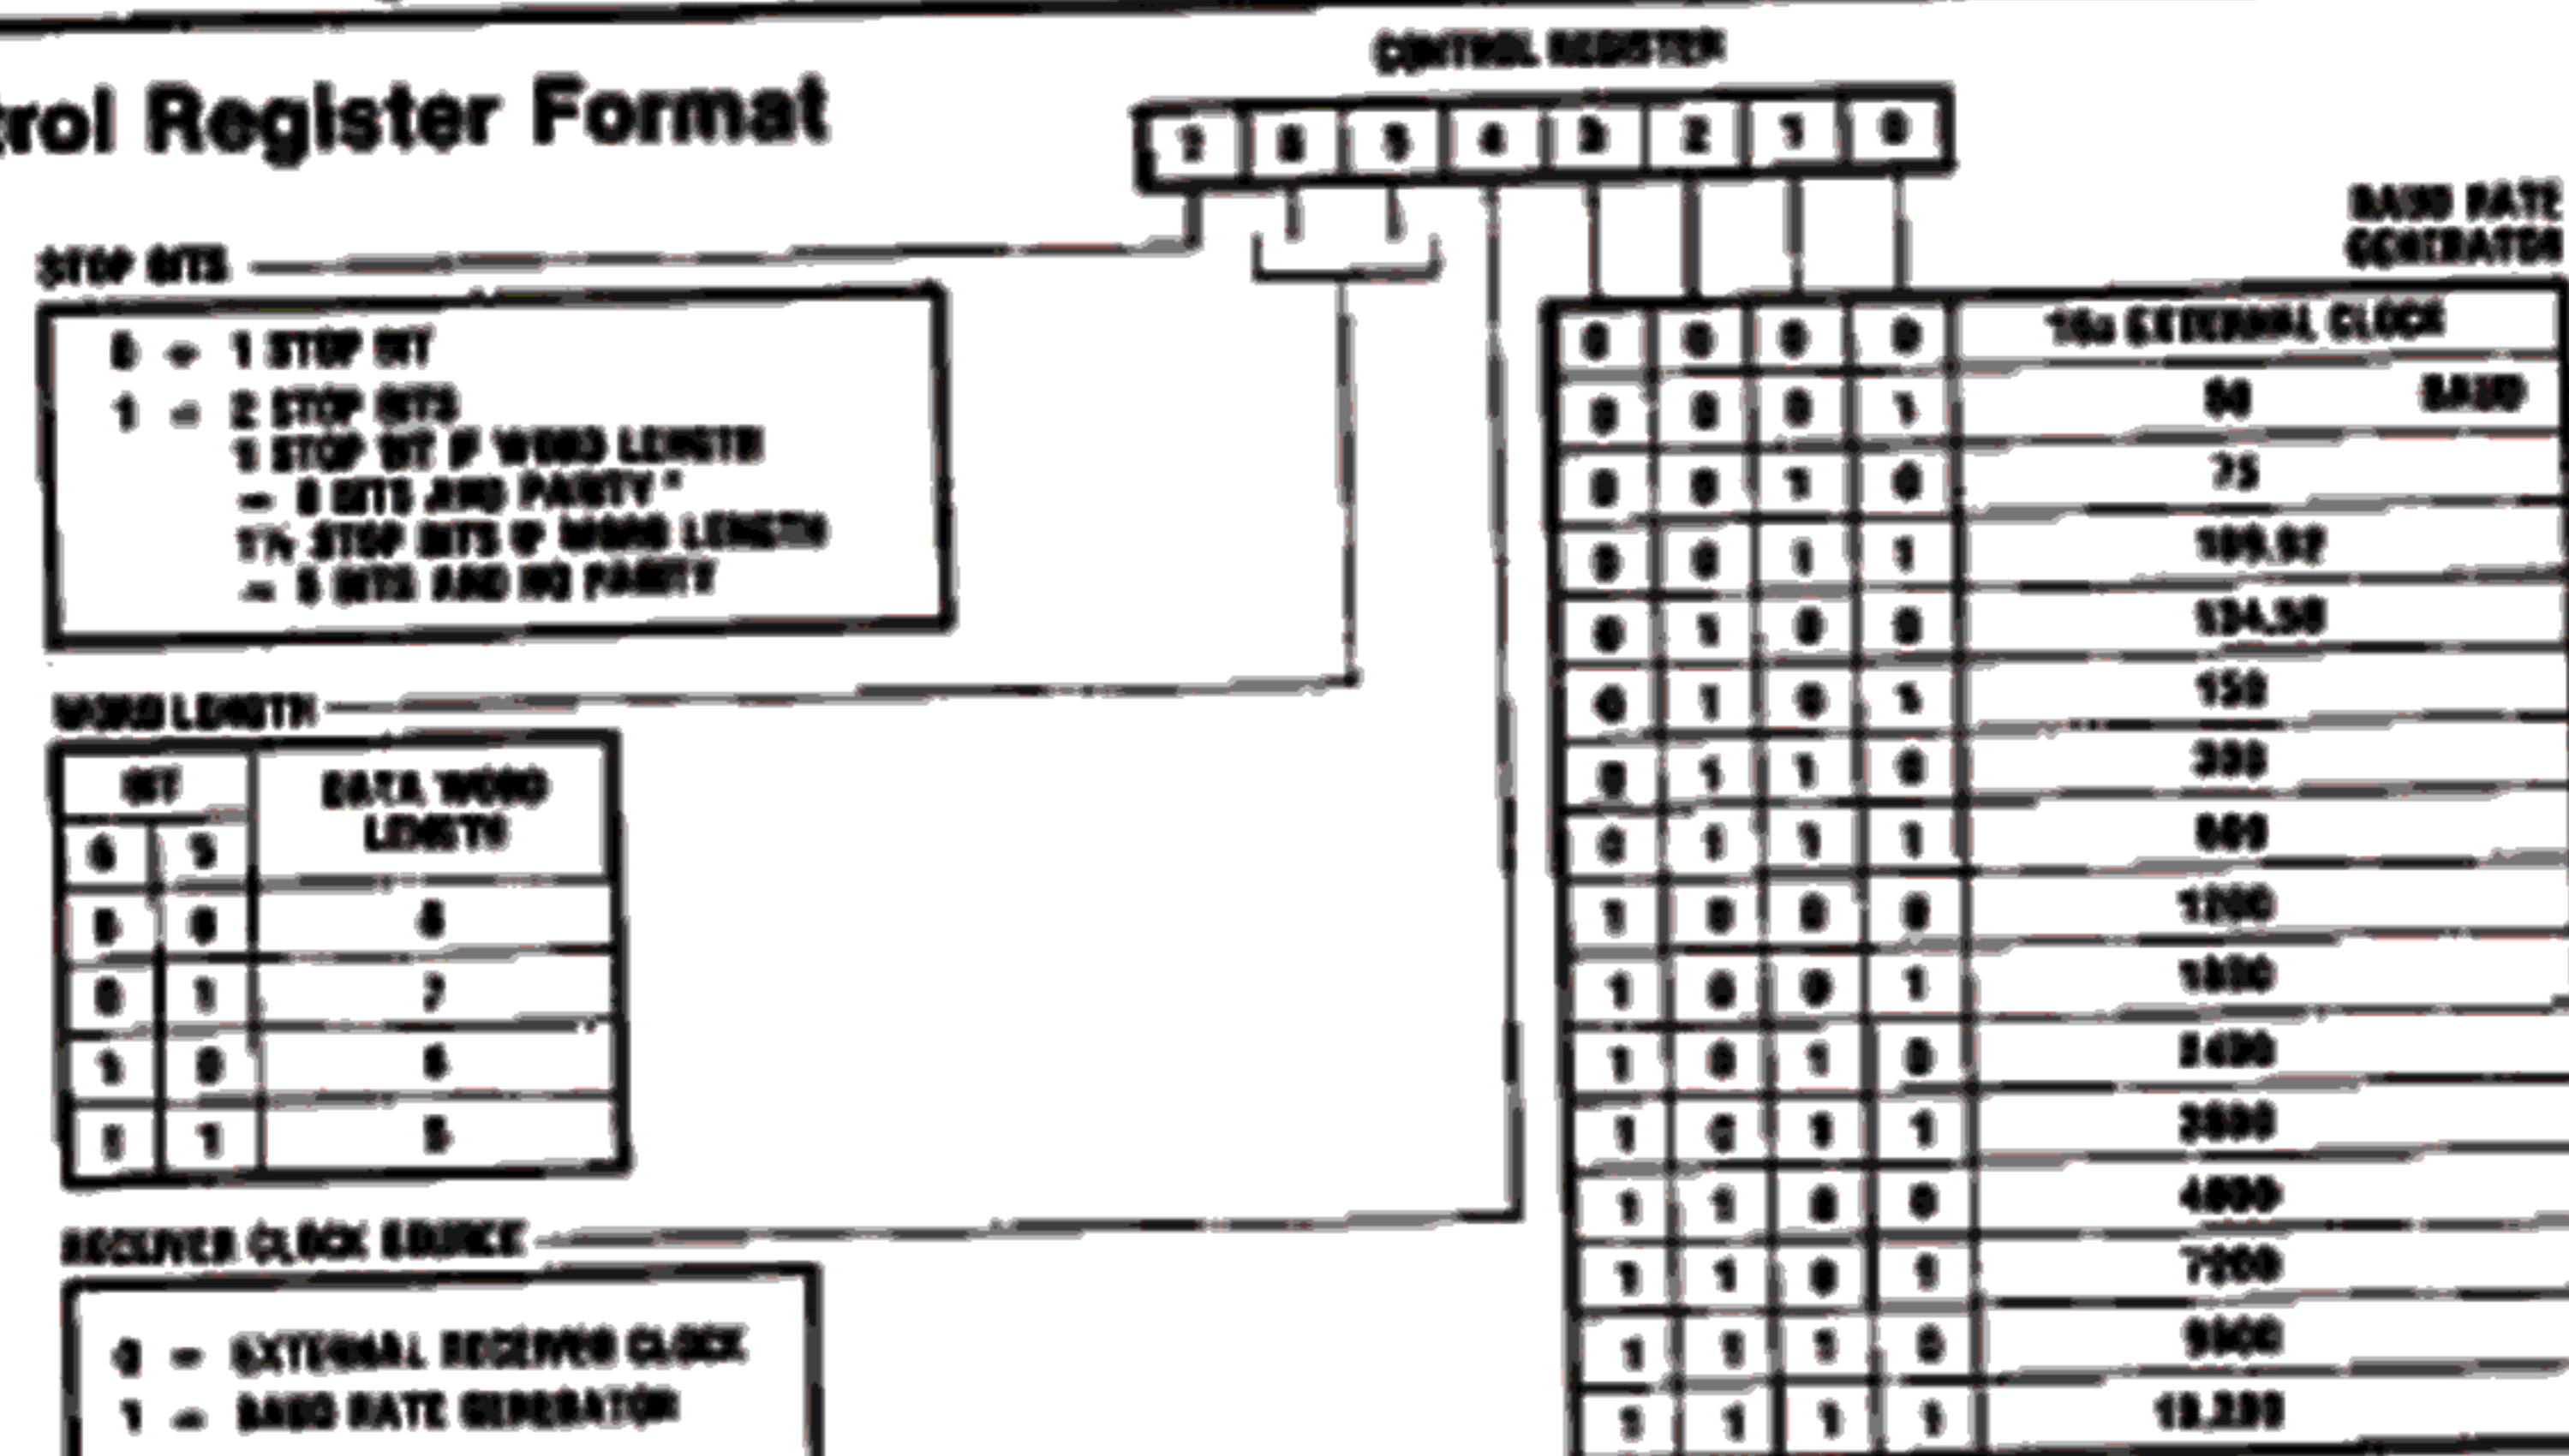 trol Register Format
CONTROL REGISTER
7 6 5 4 3 2 1 0
STOP BITS
0 = 1 STOP BIT
1 = 2 STOP BITS
1 STOP BIT IF WORD LENGTH
= 8 BITS AND PARITY*
1½ STOP BITS IF WORD LENGTH
= 5 BITS AND NO PARITY
WORD LENGTH
BIT
DATA WORD
LENGTH
6 5
0 0 8
0 1 7
1 0 6
1 1 5
RECEIVER CLOCK SOURCE
0 = EXTERNAL RECEIVER CLOCK
1 = BAUD RATE GENERATOR
BAUD RATE
GENERATOR
0 0 0 0 16x EXTERNAL CLOCK
0 0 0 1 50 BAUD
0 0 1 0 75
0 0 1 1 109.92
0 1 0 0 134.58
0 1 0 1 150
0 1 1 0 300
0 1 1 1 600
1 0 0 0 1200
1 0 0 1 1800
1 0 1 0 2400
1 0 1 1 3600
1 1 0 0 4800
1 1 0 1 7200
1 1 1 0 9600
1 1 1 1 19,200